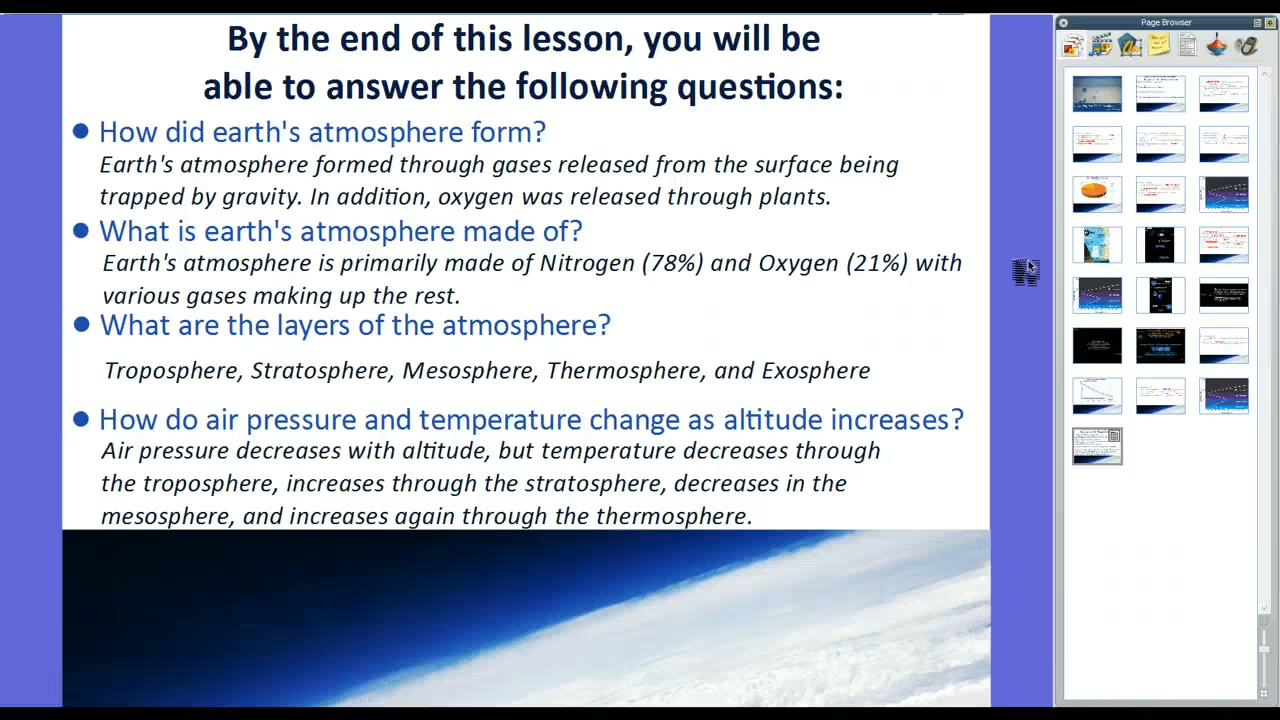 By the end of this lesson, you will be
able to answer the following questions:
How did earth's atmosphere form?
Earth's atmosphere formed through gases released from the surface being
trapped by gravity. In addition, oxygen was released through plants.
What is earth's atmosphere made of?
Earth's atmosphere is primarily made of Nitrogen (78%) and Oxygen (21%) with
various gases making up the rest.
What are the layers of the atmosphere?
Troposphere, Stratosphere, Mesosphere, Thermosphere, and Exosphere
How do air pressure and temperature change as altitude increases?
Air pressure decreases with altitude, but temperature decreases through
the troposphere, increases through the stratosphere, decreases in the
mesosphere, and increases again through the thermosphere.
Page Browser